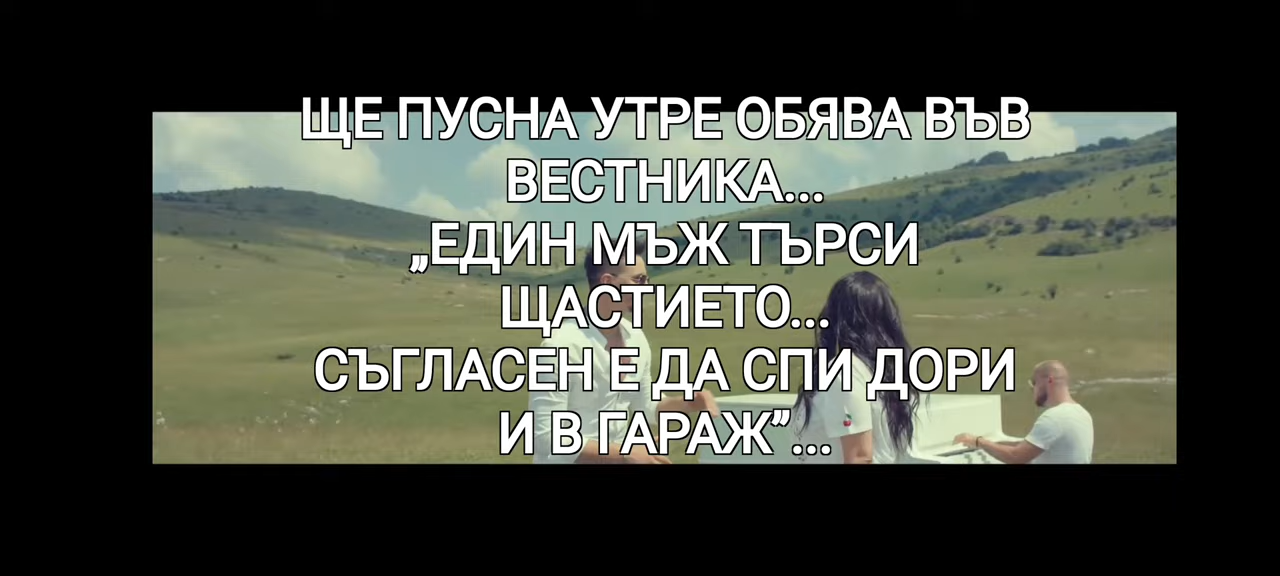 ЩЕ ПУСНА УТРЕ ОБЯВА ВЪВ
ВЕСТНИКА...
„ЕДИН МЪЖ ТЪРСИ
ЩАСТИЕТО...
СЪГЛАСЕН Е ДА СПИ ДОРИ
И В ГАРАЖ”...